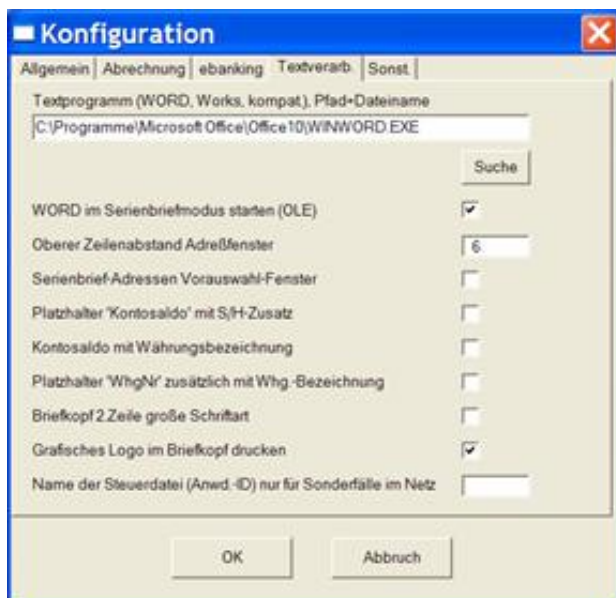 Konfiguration
Allgemein Abrechnung ebanking Textverarb. Sonst.
Textprogramm (WORD, Works, kompat.), Pfad+Dateiname
C:\Programme\Microsoft Office\Office10\WINWORD.EXE
Suche
WORD im Serienbriefmodus starten (OLE)
Oberer Zeilenabstand Adreßfenster 6
Serienbrief-Adressen Vorauswahl-Fenster
Platzhalter 'Kontosaldo' mit S/H-Zusatz
Kontosaldo mit Währungsbezeichnung
Platzhalter 'WhgNr' zusätzlich mit Whg.-Bezeichnung
Briefkopf 2.Zeile große Schriftart
Grafisches Logo im Briefkopf drucken
Name der Steuerdatei (Anwd.-ID) nur für Sonderfälle im Netz
OK Abbruch